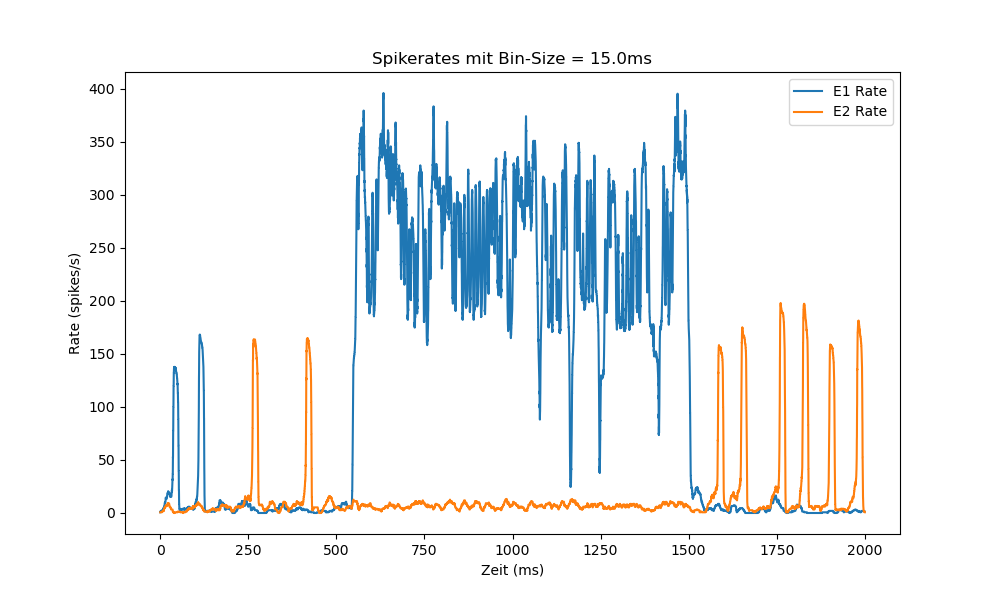 Spikerates mit Bin-Size = 15.0ms
E1 Rate
E2 Rate
Rate (spikes/s)
400
350
300
250
200
150
100
50
0
0 250 500 750 1000 1250 1500 1750 2000
Zeit (ms)